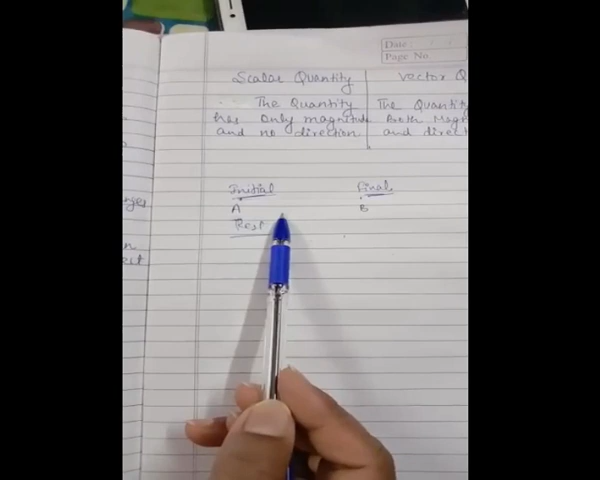 Date:
Page No.
Scalar Quantity
Vector Q
The Quantity
has only magnitude
and no direction
The Quantity
Both Magn
and direct
Initial
Final
A
B
Rest